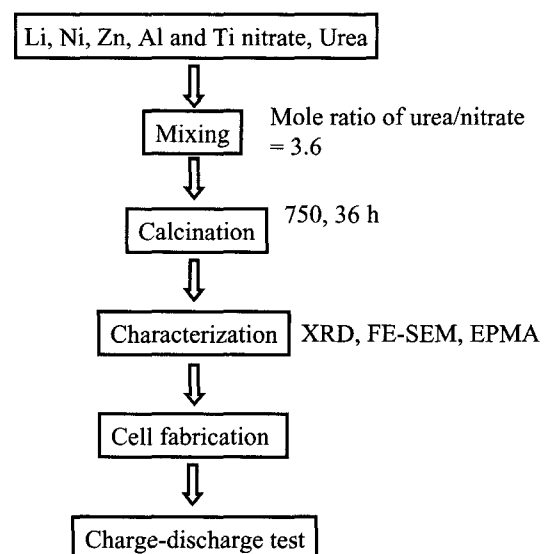 Li, Ni, Zn, Al and Ti nitrate, Urea
Mixing
Mole ratio of urea/nitrate
= 3.6
Calcination
750, 36 h
Characterization
XRD, FE-SEM, EPMA
Cell fabrication
Charge-discharge test